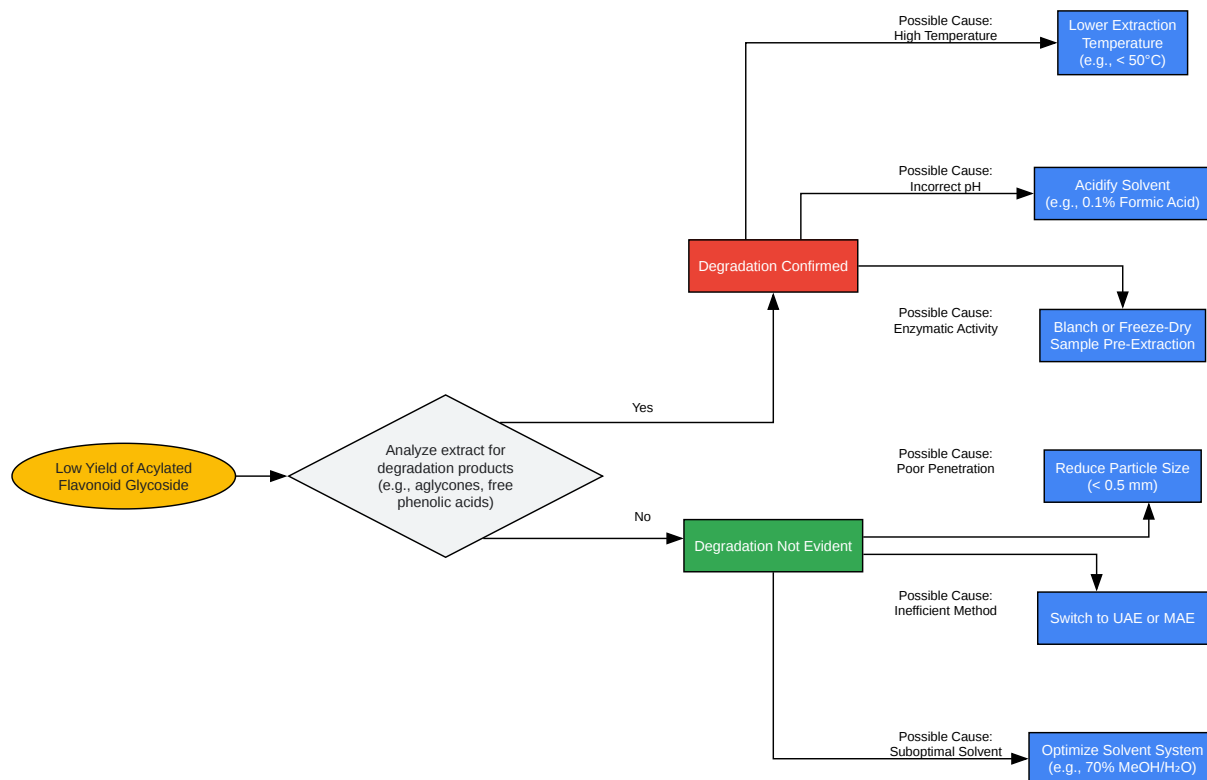 Possible Cause:
High Temperature
Lower Extraction
Temperature
(e.g., < 50°C)
Possible Cause:
Incorrect pH
Acidify Solvent
(e.g., 0.1% Formic Acid)
Degradation Confirmed
Possible Cause:
Enzymatic Activity
Blanch or Freeze-Dry
Sample Pre-Extraction
Yes
Low Yield of Acylated
Flavonoid Glycoside
Analyze extract for
degradation products
(e.g., aglycones, free
phenolic acids)
No
Possible Cause:
Poor Penetration
Reduce Particle Size
(< 0.5 mm)
Degradation Not Evident
Possible Cause:
Inefficient Method
Switch to UAE or MAE
Possible Cause:
Suboptimal Solvent
Optimize Solvent System
(e.g., 70% MeOH/H₂O)